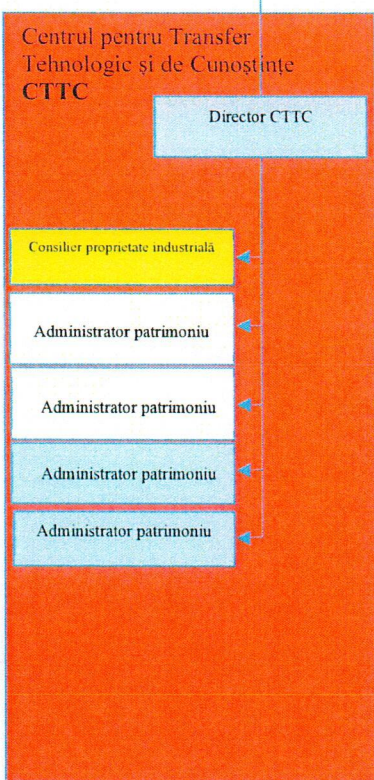 Centrul pentru Transfer
Tehnologic și de Cunoștințe
CTTC
Director CTTC
Consilier proprietate industrială
Administrator patrimoniu
Administrator patrimoniu
Administrator patrimoniu
Administrator patrimoniu